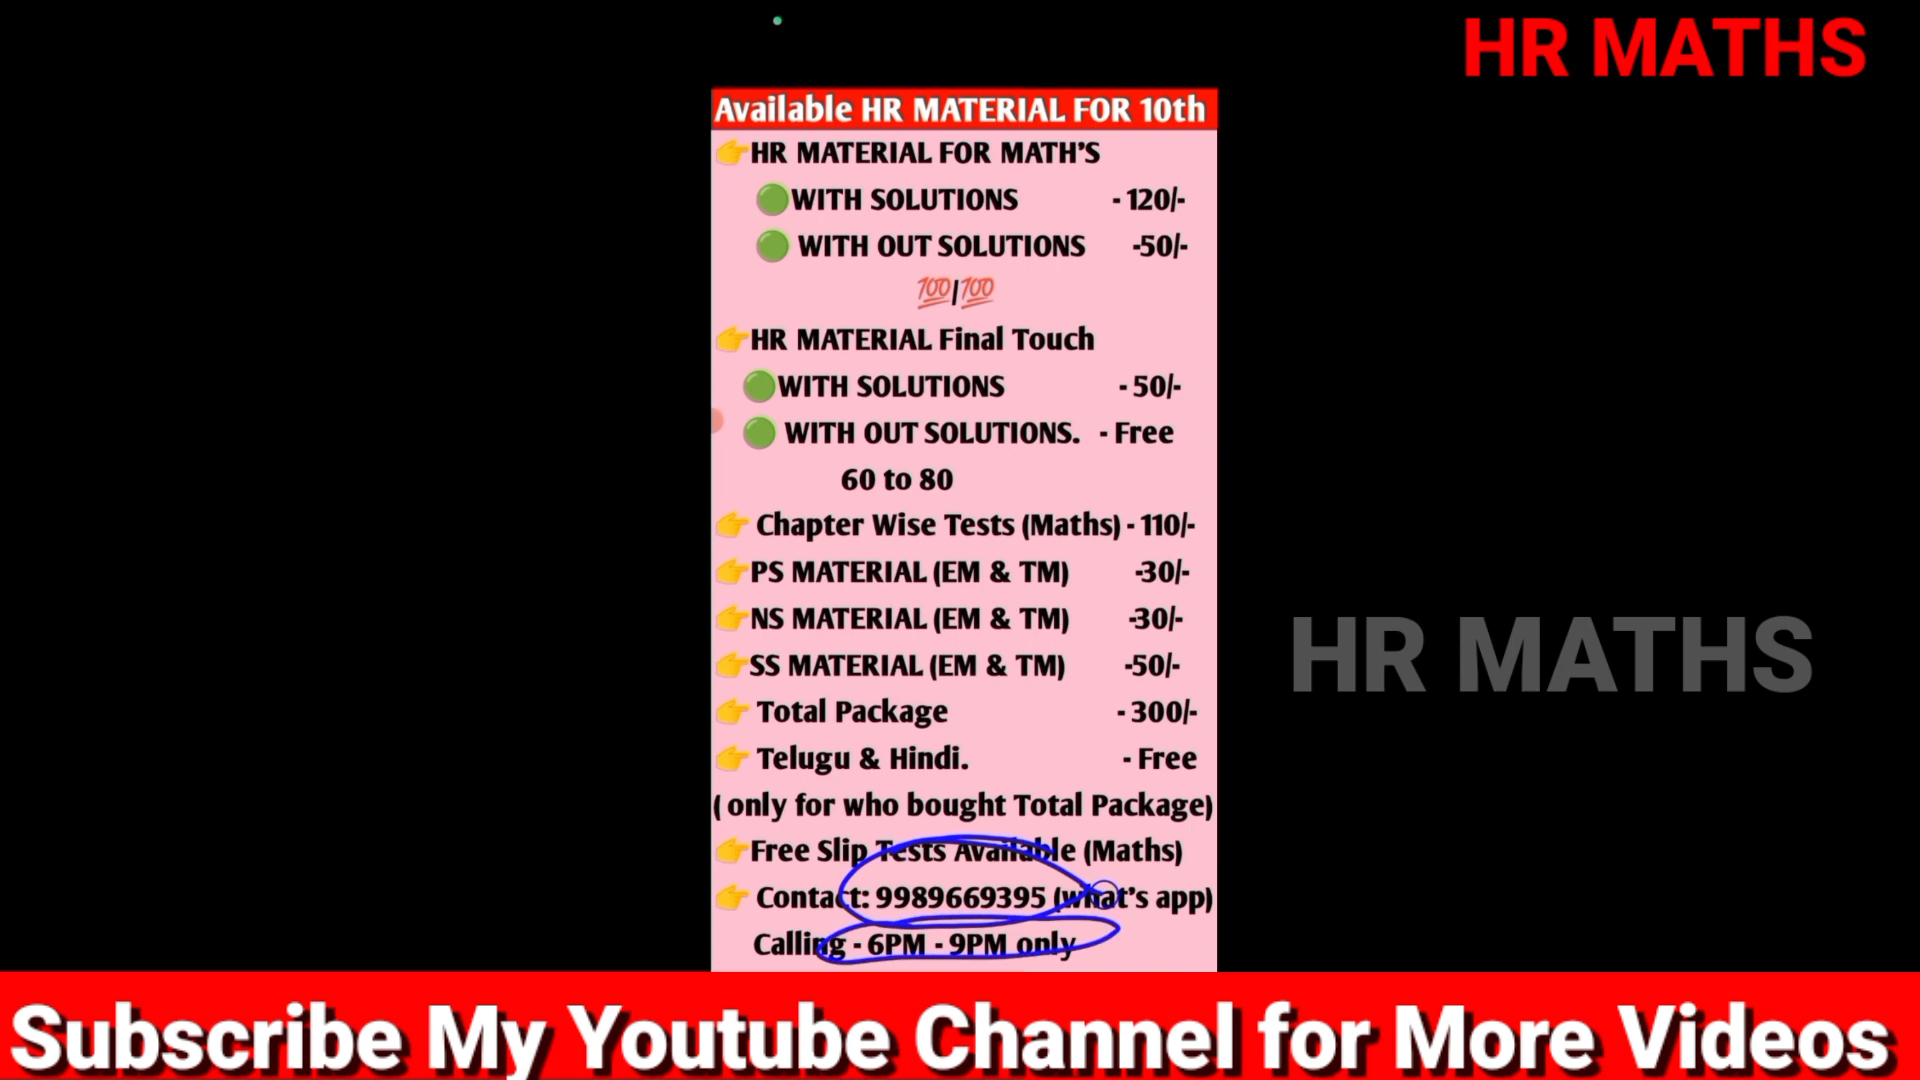 HR MATHS
Available HR MATERIAL FOR 10th
👉HR MATERIAL FOR MATH'S
🟢WITH SOLUTIONS - 120/-
🟢 WITH OUT SOLUTIONS -50/-
💯/💯
👉HR MATERIAL Final Touch
🟢WITH SOLUTIONS - 50/-
🟢 WITH OUT SOLUTIONS. - Free
60 to 80
👉 Chapter Wise Tests (Maths) - 110/-
👉PS MATERIAL (EM & TM) -30/-
👉NS MATERIAL (EM & TM) -30/-
👉SS MATERIAL (EM & TM) -50/-
👉 Total Package - 300/-
👉 Telugu & Hindi. - Free
( only for who bought Total Package)
👉Free Slip Tests Available (Maths)
👉 Contact: 9989669395 (what's app)
Calling - 6PM - 9PM only
HR MATHS
Subscribe My Youtube Channel for More Videos